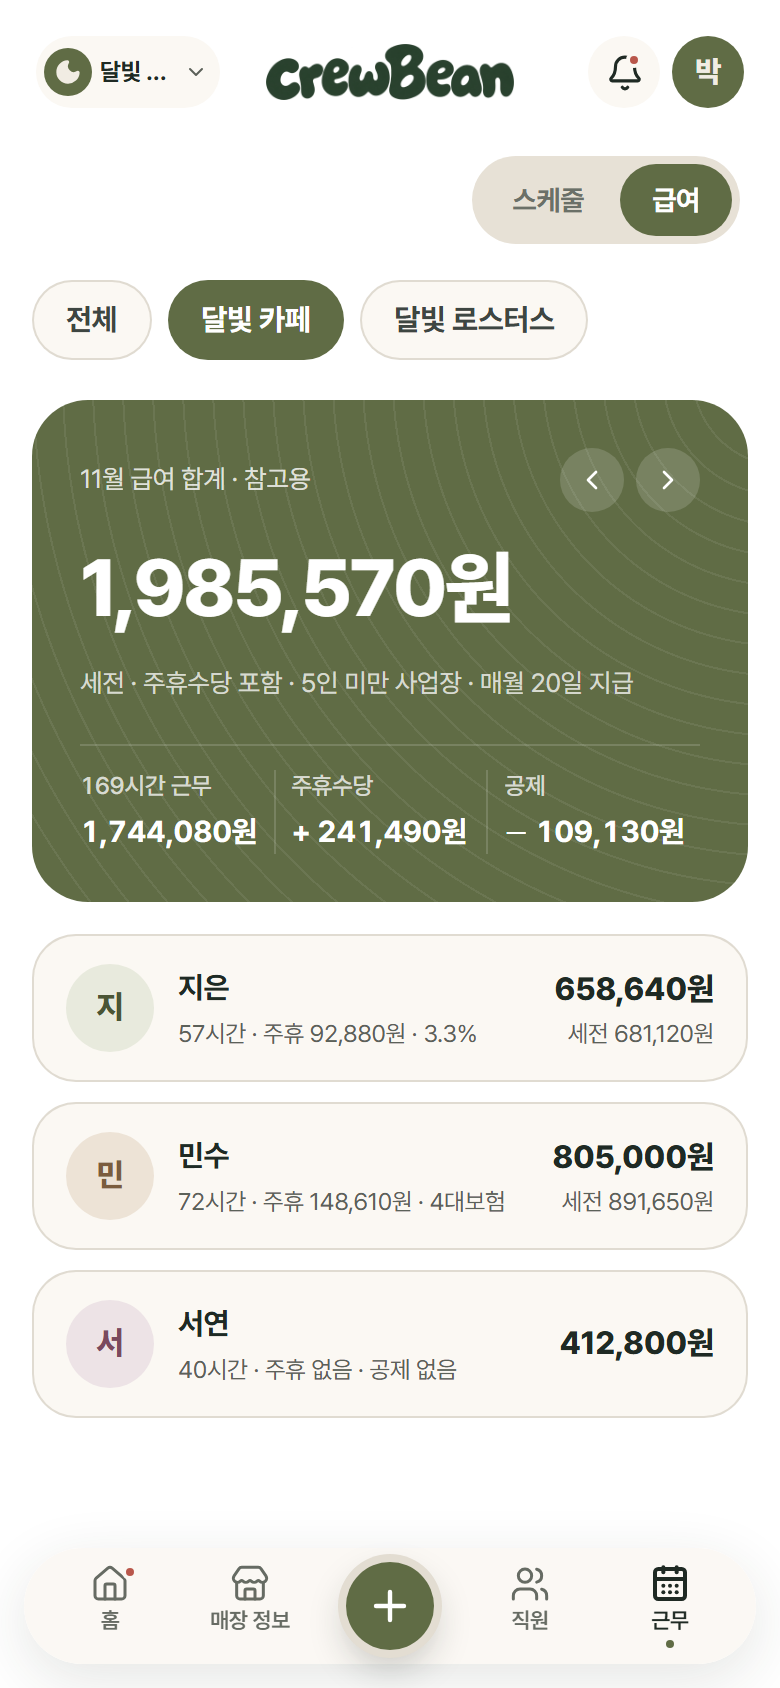 달빛 ...
CrewBean
박
스케줄
급여
전체
달빛 카페
달빛 로스터스
11월 급여 합계 · 참고용
1,985,570원
세전 · 주휴수당 포함 · 5인 미만 사업장 · 매월 20일 지급
169시간 근무
주휴수당
공제
1,744,080원
+ 241,490원
− 109,130원
지
지은
658,640원
57시간 · 주휴 92,880원 · 3.3%
세전 681,120원
민
민수
805,000원
72시간 · 주휴 148,610원 · 4대보험
세전 891,650원
서
서연
412,800원
40시간 · 주휴 없음 · 공제 없음
홈
매장 정보
직원
근무